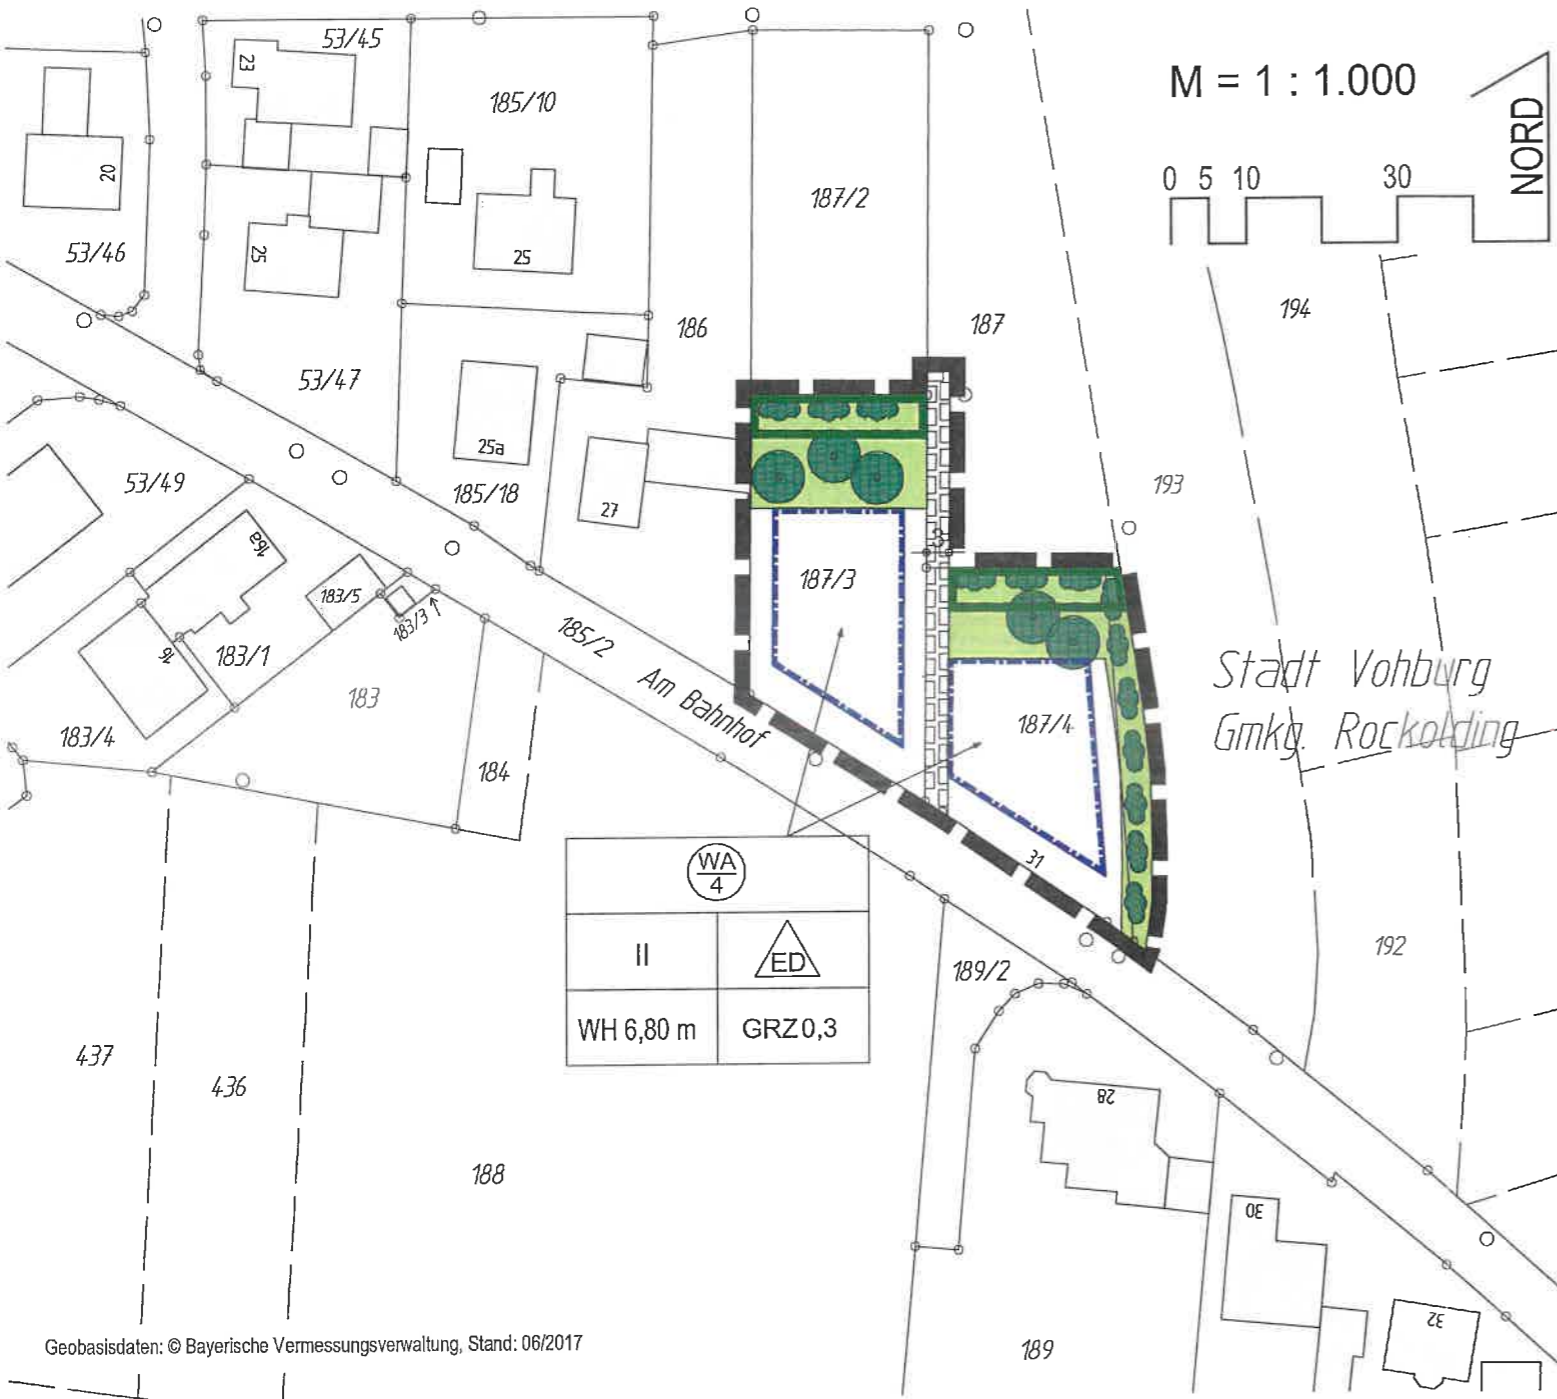 53/45
23
185/10
M = 1 : 1.000
NORD
20
187/2
0 5 10 30
53/46
25
25
194
186
187
53/47
25a
193
53/49
185/18
27
16a
187/3
3
183/5
183/3
185/2
16
183/1
Am Bahnhof
Stadt Vohburg
Gmkg. Rockolding
183
187/4
183/4
184
31
WA
4
II
ED
192
189/2
WH 6,80 m
GRZ 0,3
437
436
28
188
30
32
Geobasisdaten: © Bayerische Vermessungsverwaltung, Stand: 06/2017
189